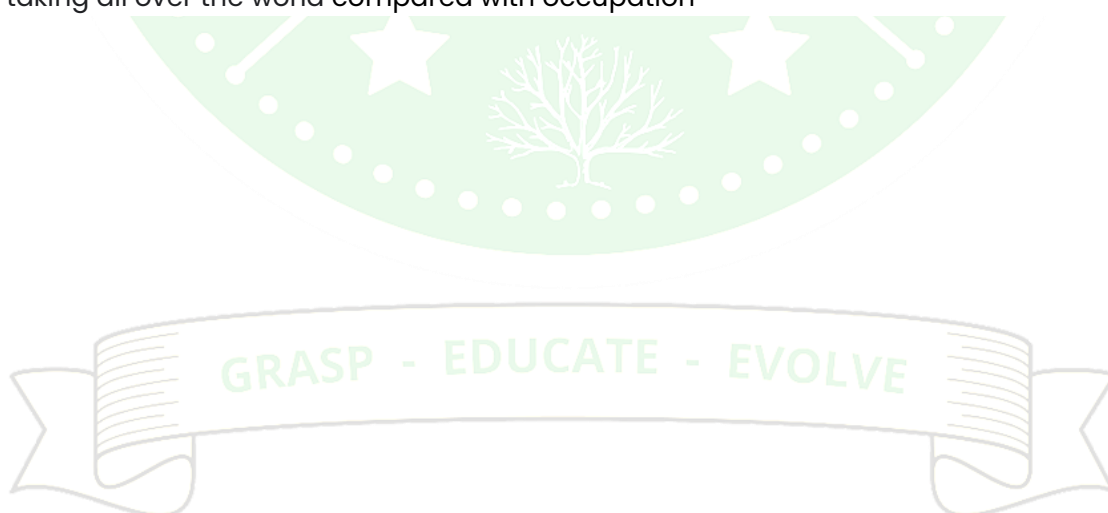 taking all over the world compared with occupation
GRASP - EDUCATE - EVOLVE